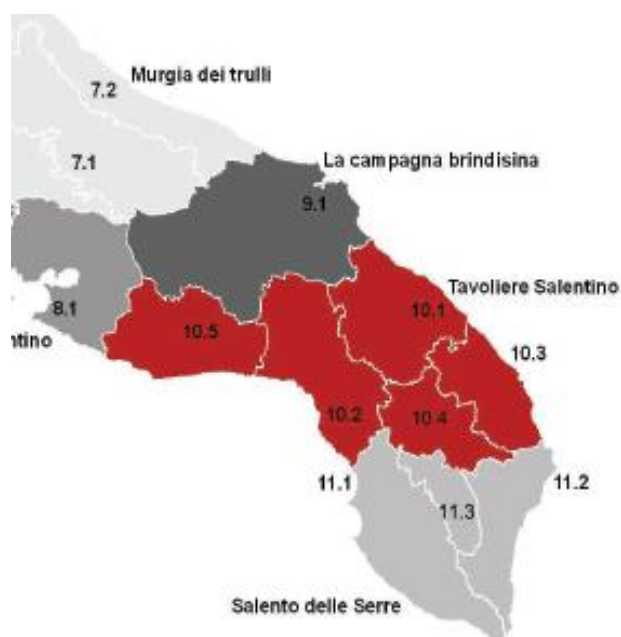 Murgia dei trulli
7.2
7.1
La campagna brindisina
9.1
Tavoliere Salentino
8.1
10.1
10.5
ntino
10.3
10.2
10.4
11.1
11.2
11.3
Salento delle Serre